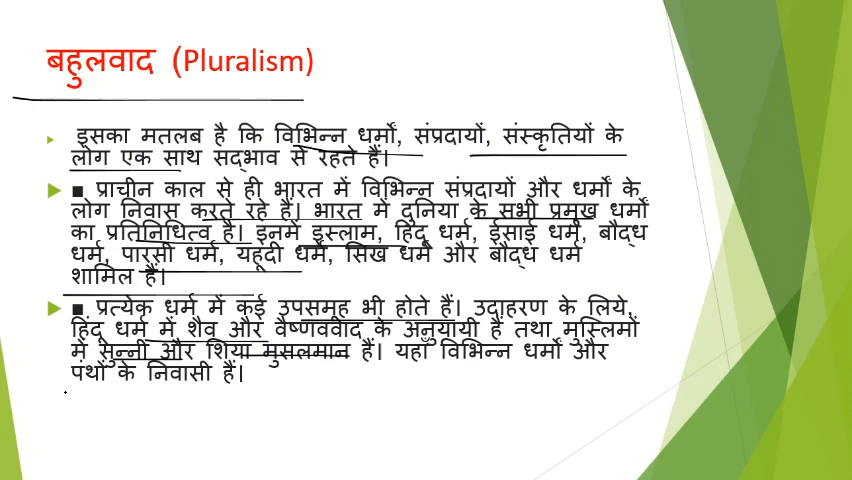 बहुलवाद (Pluralism)
इसका मतलब है कि विभिन्न धर्मों, संप्रदायों, संस्कृतियों के
लोग एक साथ सद्भाव से रहते हैं।
■ प्राचीन काल से ही भारत में विभिन्न संप्रदायों और धर्मों के
लोग निवास करते रहे हैं। भारत में दुनिया के सभी प्रमुख धर्मों
का प्रतिनिधित्व है। इनमें इस्लाम, हिंदू धर्म, ईसाई धर्म, बौद्ध
धर्म, पारसी धर्म, यहूदी धर्म, सिख धर्म और बौद्ध धर्म
शामिल हैं।
■ प्रत्येक धर्म में कई उपसमूह भी होते हैं। उदाहरण के लिये,
हिंदू धर्म में शैव और वैष्णववाद के अनुयायी हैं तथा मुस्लिमों
में सुन्नी और शिया मुसलमान हैं। यहाँ विभिन्न धर्मों और
पंथों के निवासी हैं।